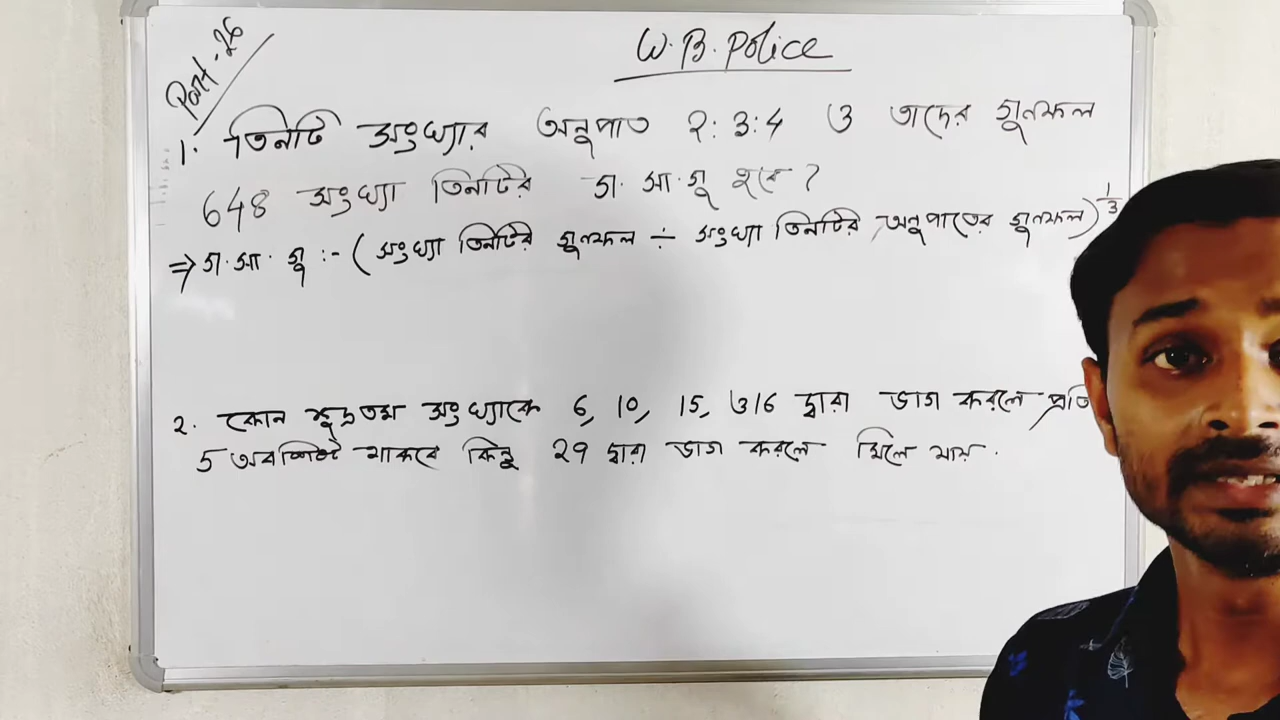 Part-26
W.B.Police
1. তিনটি সংখ্যার অনুপাত 2:3:4 ও তাদের গুনফল
648 সংখ্যা তিনটির গ.সা.গু হবে?
⇒ গ.সা.গু :- (সংখ্যা তিনটির গুনফল ÷ সংখ্যা তিনটির অনুপাতের গুনফল)^1/3
2. কোন ক্ষুদ্রতম সংখ্যাকে 6, 10, 15, ও 16 দ্বারা ভাগ করলে প্রতি
5 অবশিষ্ট থাকবে কিন্তু 29 দ্বারা ভাগ করলে মিলে যায়.